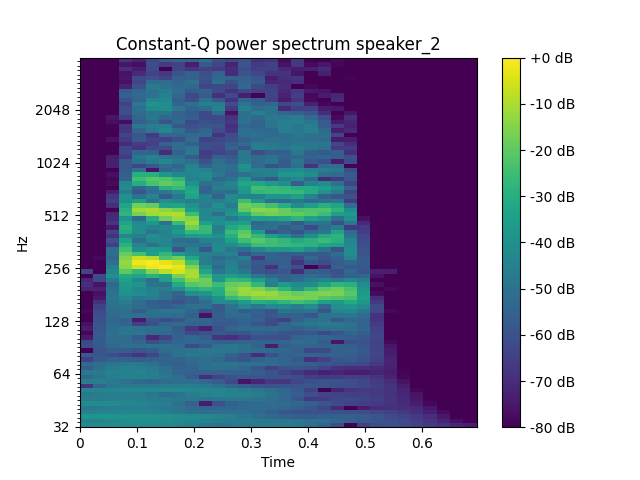 Constant-Q power spectrum speaker_2
Hz
2048
1024
512
256
128
64
32
0
0.1
0.2
0.3
0.4
0.5
0.6
Time
+0 dB
-10 dB
-20 dB
-30 dB
-40 dB
-50 dB
-60 dB
-70 dB
-80 dB